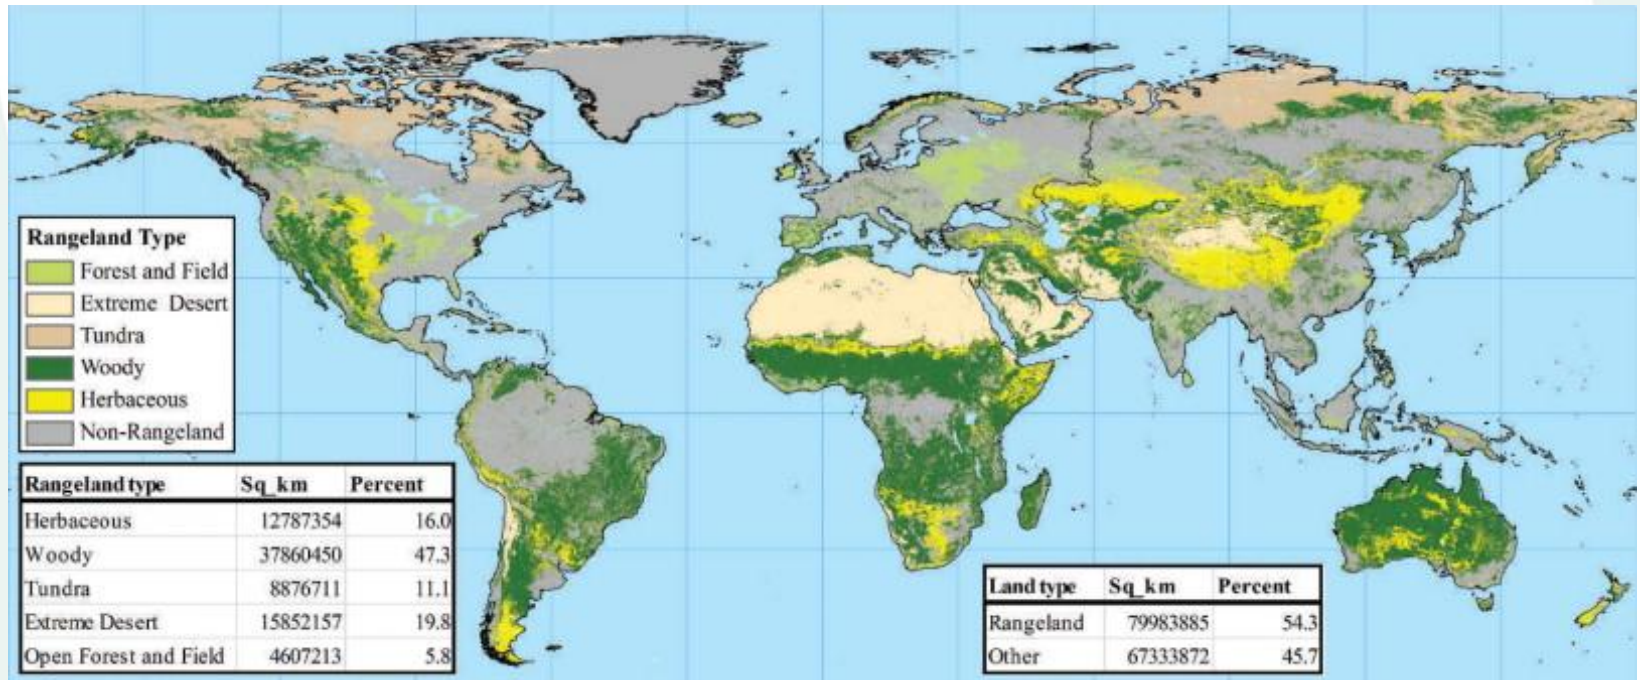 Rangeland Type
Forest and Field
Extreme Desert
Tundra
Woody
Herbaceous
Non-Rangeland
Rangeland type Sq_km Percent
Herbaceous 12787354 16.0
Woody 37860450 47.3
Tundra 8876711 11.1
Extreme Desert 15852157 19.8
Open Forest and Field 4607213 5.8
Land type Sq_km Percent
Rangeland 79983885 54.3
Other 67333872 45.7